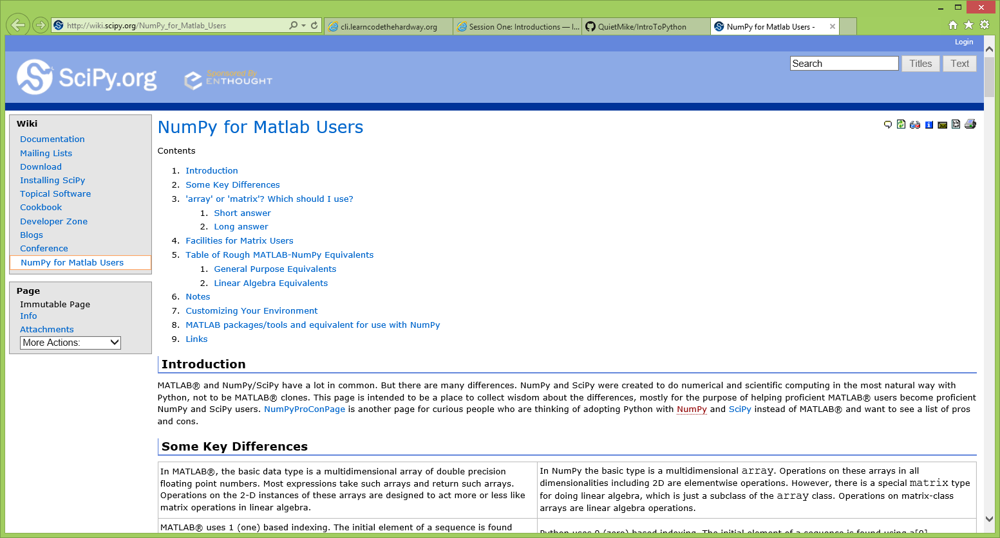 http://wiki.scipy.org/NumPy_for_Matlab_Users
cli.learncodethehardway.org
Session One: Introductions — I...
QuietMike/IntroToPython
NumPy for Matlab Users -
Login
SciPy.org
Sponsored By
ENTHOUGHT
Search
Titles
Text
Wiki
Documentation
Mailing Lists
Download
Installing SciPy
Topical Software
Cookbook
Developer Zone
Blogs
Conference
NumPy for Matlab Users
Page
Immutable Page
Info
Attachments
More Actions:
NumPy for Matlab Users
Contents
1. Introduction
2. Some Key Differences
3. 'array' or 'matrix'? Which should I use?
1. Short answer
2. Long answer
4. Facilities for Matrix Users
5. Table of Rough MATLAB-NumPy Equivalents
1. General Purpose Equivalents
2. Linear Algebra Equivalents
6. Notes
7. Customizing Your Environment
8. MATLAB packages/tools and equivalent for use with NumPy
9. Links
Introduction
MATLAB® and NumPy/SciPy have a lot in common. But there are many differences. NumPy and SciPy were created to do numerical and scientific computing in the most natural way with
Python, not to be MATLAB® clones. This page is intended to be a place to collect wisdom about the differences, mostly for the purpose of helping proficient MATLAB® users become proficient
NumPy and SciPy users. NumPyProConPage is another page for curious people who are thinking of adopting Python with NumPy and SciPy instead of MATLAB® and want to see a list of pros
and cons.
Some Key Differences
In MATLAB®, the basic data type is a multidimensional array of double precision
floating point numbers. Most expressions take such arrays and return such arrays.
Operations on the 2-D instances of these arrays are designed to act more or less like
matrix operations in linear algebra.
In NumPy the basic type is a multidimensional array. Operations on these arrays in all
dimensionalities including 2D are elementwise operations. However, there is a special matrix type
for doing linear algebra, which is just a subclass of the array class. Operations on matrix-class
arrays are linear algebra operations.
MATLAB® uses 1 (one) based indexing. The initial element of a sequence is found
Python uses 0 (zero) based indexing. The initial element of a sequence is found using a[0].